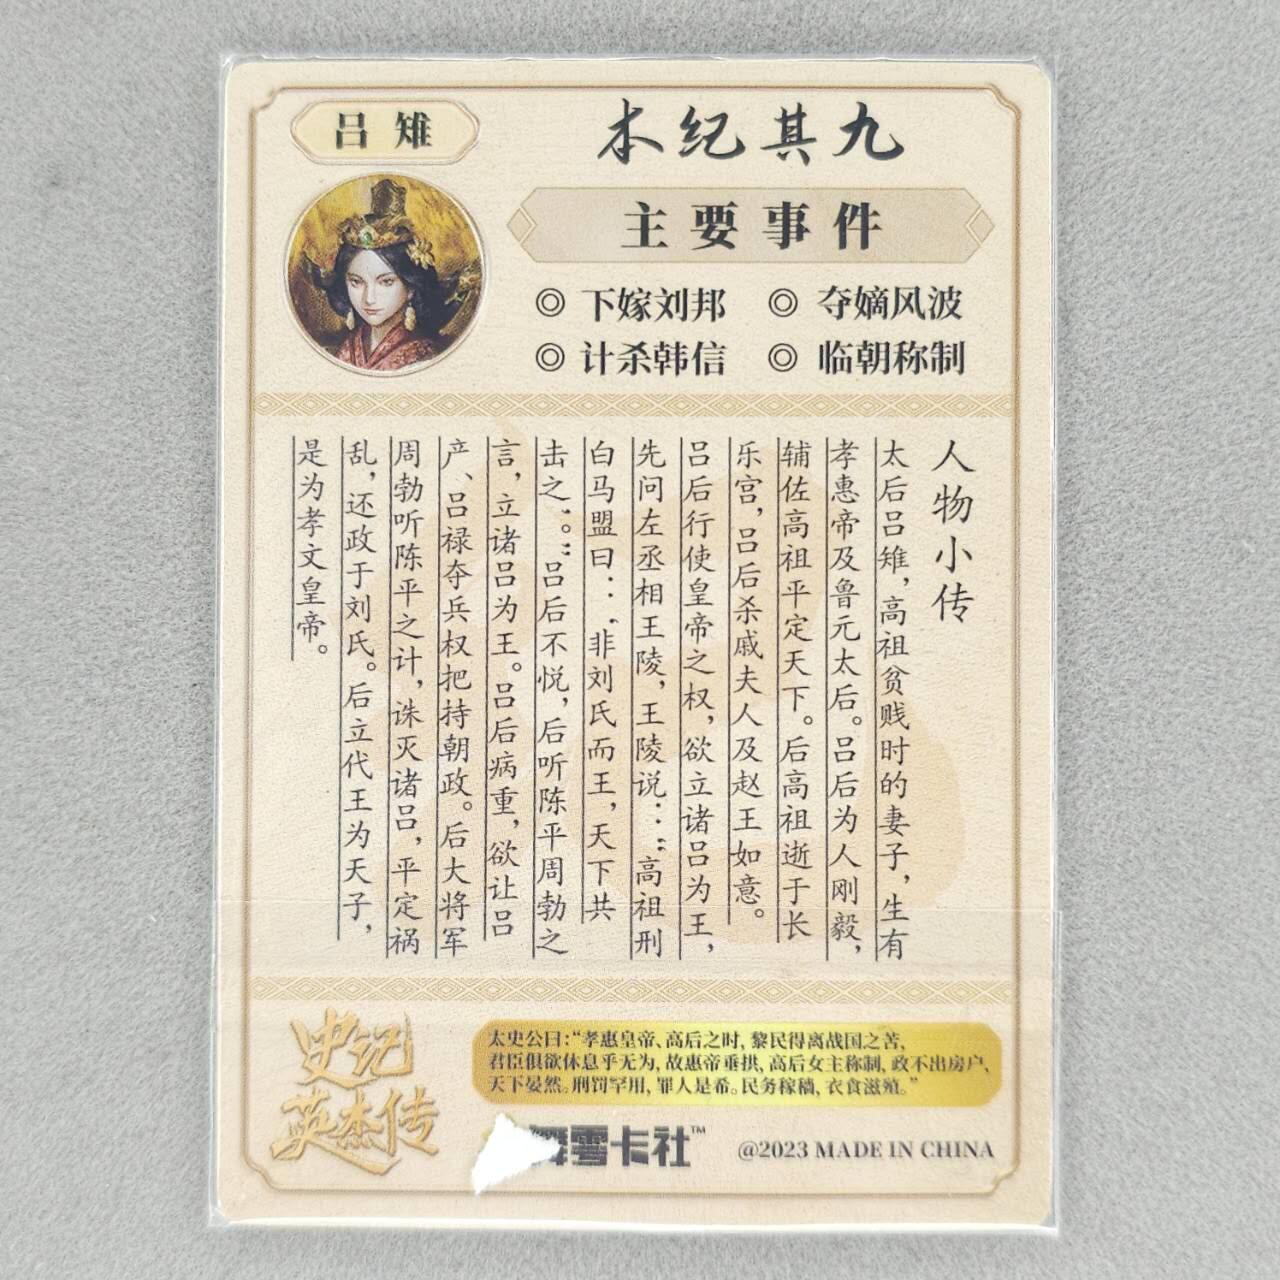 吕雉
本纪其九
主要事件
◎ 下嫁刘邦 ◎ 夺嫡风波
◎ 计杀韩信 ◎ 临朝称制
人物小传
太后吕雉，高祖贫贱时的妻子，生有
孝惠帝及鲁元太后。吕后为人刚毅，
辅佐高祖平定天下。后高祖逝于长
乐宫，吕后杀戚夫人及赵王如意。
吕后行使皇帝之权，欲立诸吕为王，
先问左丞相王陵，王陵说：“高祖刑
白马盟曰：‘非刘氏而王，天下共
击之’。”吕后不悦，后听陈平周勃之
言，立诸吕为王。吕后病重，欲让吕
产、吕禄夺兵权把持朝政。后大将军
周勃听陈平之计，诛灭诸吕，平定祸
乱，还政于刘氏。后立代王为天子，
是为孝文皇帝。
史记
英杰传
太史公曰：“孝惠皇帝、高后之时，黎民得离战国之苦，
君臣俱欲休息乎无为，故惠帝垂拱，高后女主称制，政不出房户，
天下晏然。刑罚罕用，罪人是希。民务稼穑，衣食滋殖。”
零卡社™
@2023 MADE IN CHINA